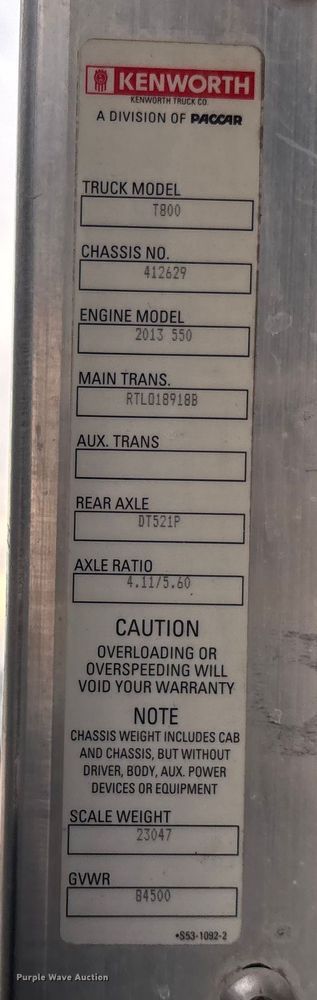 KENWORTH
KENWORTH TRUCK CO.
A DIVISION OF PACCAR
TRUCK MODEL
T800
CHASSIS NO.
412629
ENGINE MODEL
2013 550
MAIN TRANS.
RTLO18918B
AUX. TRANS
REAR AXLE
DT521P
AXLE RATIO
4.11/5.60
CAUTION
OVERLOADING OR
OVERSPEEDING WILL
VOID YOUR WARRANTY
NOTE
CHASSIS WEIGHT INCLUDES CAB
AND CHASSIS, BUT WITHOUT
DRIVER, BODY, AUX. POWER
DEVICES OR EQUIPMENT
SCALE WEIGHT
23047
GVWR
84500
•S53-1092-2
Purple Wave Auction